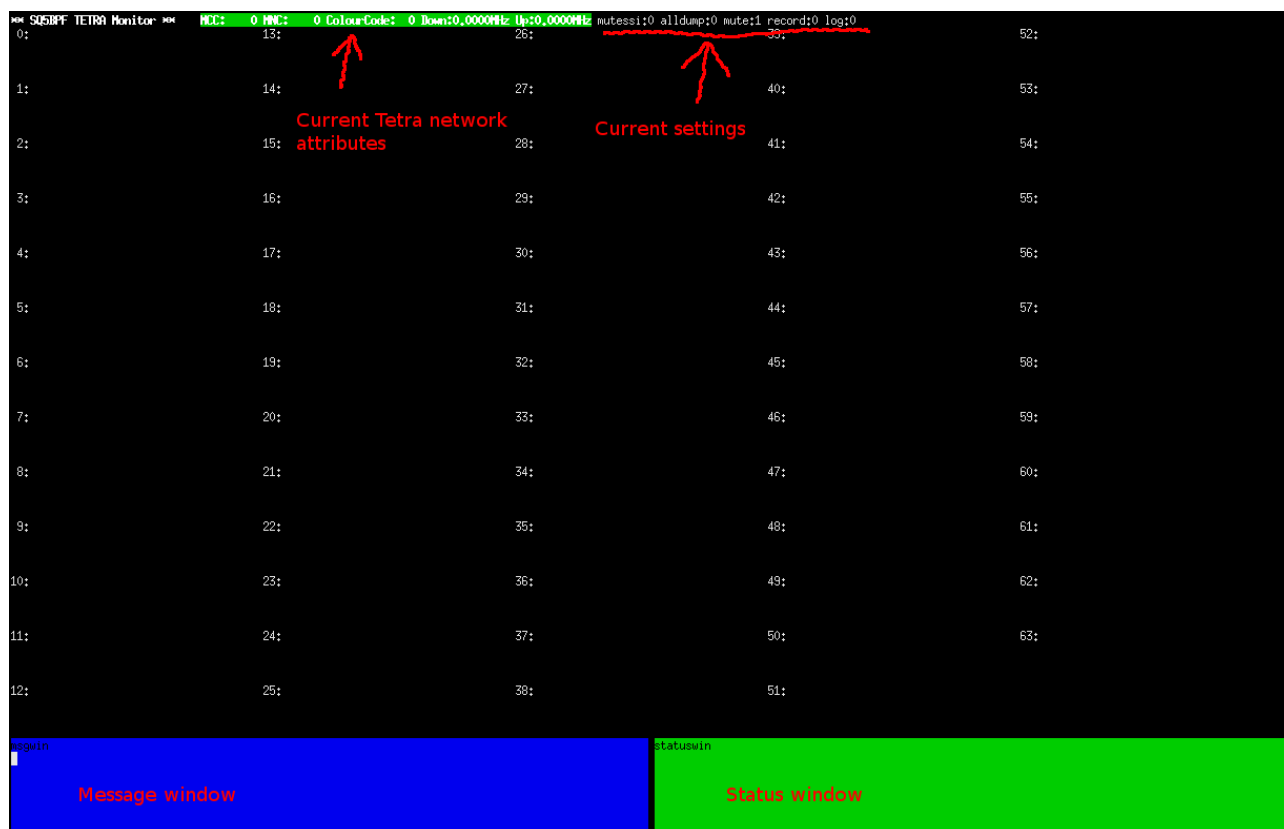 ** SQ5BPF TETRA Monitor ** MCC: 0 MNC: 0 ColourCode: 0 Down:0.0000MHz Up:0.0000MHz mutessi:0 alldump:0 mute:1 record:0 log:0
0: 13: 26: 39: 52:
1: 14: 27: 40: 53:
Current Tetra network attributes
Current settings
2: 15: 28: 41: 54:
3: 16: 29: 42: 55:
4: 17: 30: 43: 56:
5: 18: 31: 44: 57:
6: 19: 32: 45: 58:
7: 20: 33: 46: 59:
8: 21: 34: 47: 60:
9: 22: 35: 48: 61:
10: 23: 36: 49: 62:
11: 24: 37: 50: 63:
12: 25: 38: 51:
msgwin statuswin
Message window Status window